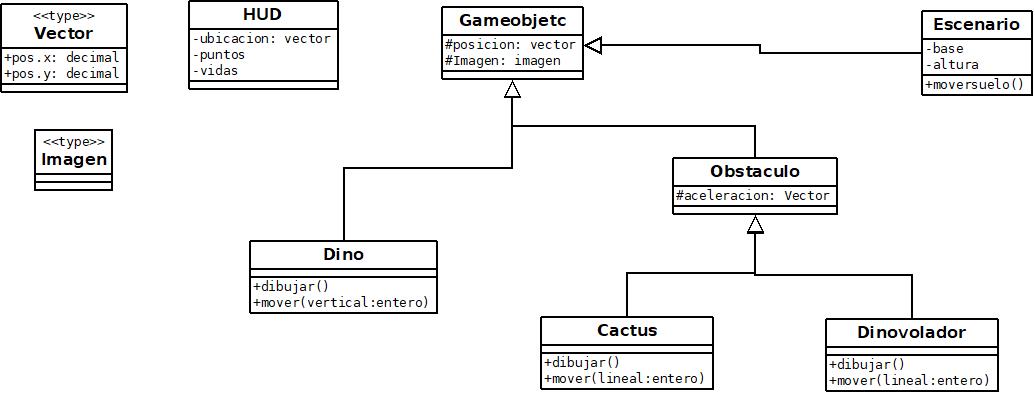 <<type>>
Vector
+pos.x: decimal
+pos.y: decimal
HUD
-ubicacion: vector
-puntos
-vidas
Gameobjetc
#posicion: vector
#Imagen: imagen
Escenario
-base
-altura
+moversuelo()
<<type>>
Imagen
Obstaculo
#aceleracion: Vector
Dino
+dibujar()
+mover(vertical:entero)
Cactus
+dibujar()
+mover(lineal:entero)
Dinovolador
+dibujar()
+mover(lineal:entero)